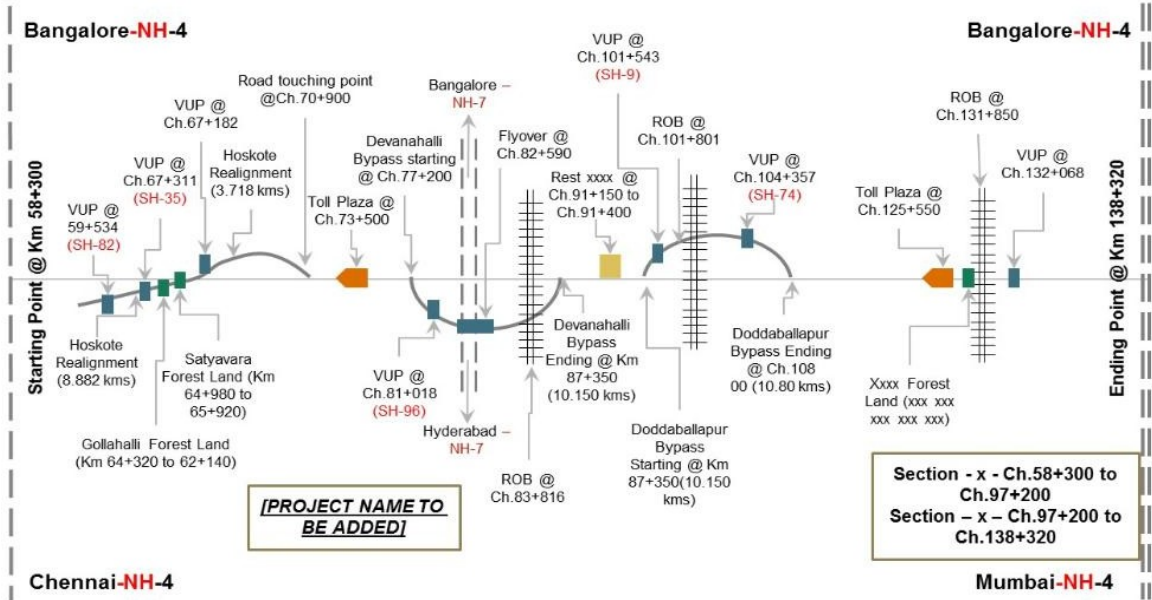 Bangalore-NH-4
Bangalore-NH-4
Starting Point @ Km 58+300
VUP @
59+534
(SH-82)
VUP @
Ch.67+311
(SH-35)
VUP @
Ch.67+182
Hoskote
Realignment
(3.718 kms)
Road touching point
@Ch.70+900
Toll Plaza @
Ch.73+500
Devanahalli
Bypass starting
@ Ch.77+200
Bangalore –
NH-7
Flyover @
Ch.82+590
Rest xxxx @
Ch.91+150 to
Ch.91+400
VUP @
Ch.101+543
(SH-9)
ROB @
Ch.101+801
VUP @
Ch.104+357
(SH-74)
Toll Plaza @
Ch.125+550
ROB @
Ch.131+850
VUP @
Ch.132+068
Ending Point @ Km 138+320
Hoskote
Realignment
(8.882 kms)
Gollahalli Forest Land
(Km 64+320 to 62+140)
Satyavara
Forest Land (Km
64+980 to
65+920)
VUP @
Ch.81+018
(SH-96)
Hyderabad –
NH-7
ROB @
Ch.83+816
Devanahalli
Bypass
Ending @ Km
87+350
(10.150 kms)
Doddaballapur
Bypass
Starting @ Km
87+350(10.150
kms)
Doddaballapur
Bypass Ending
@ Ch.108
00 (10.80 kms)
Xxxx Forest
Land (xxx xxx
xxx xxx xxx)
[PROJECT NAME TO
BE ADDED]
Section - x - Ch.58+300 to
Ch.97+200
Section – x – Ch.97+200 to
Ch.138+320
Chennai-NH-4
Mumbai-NH-4